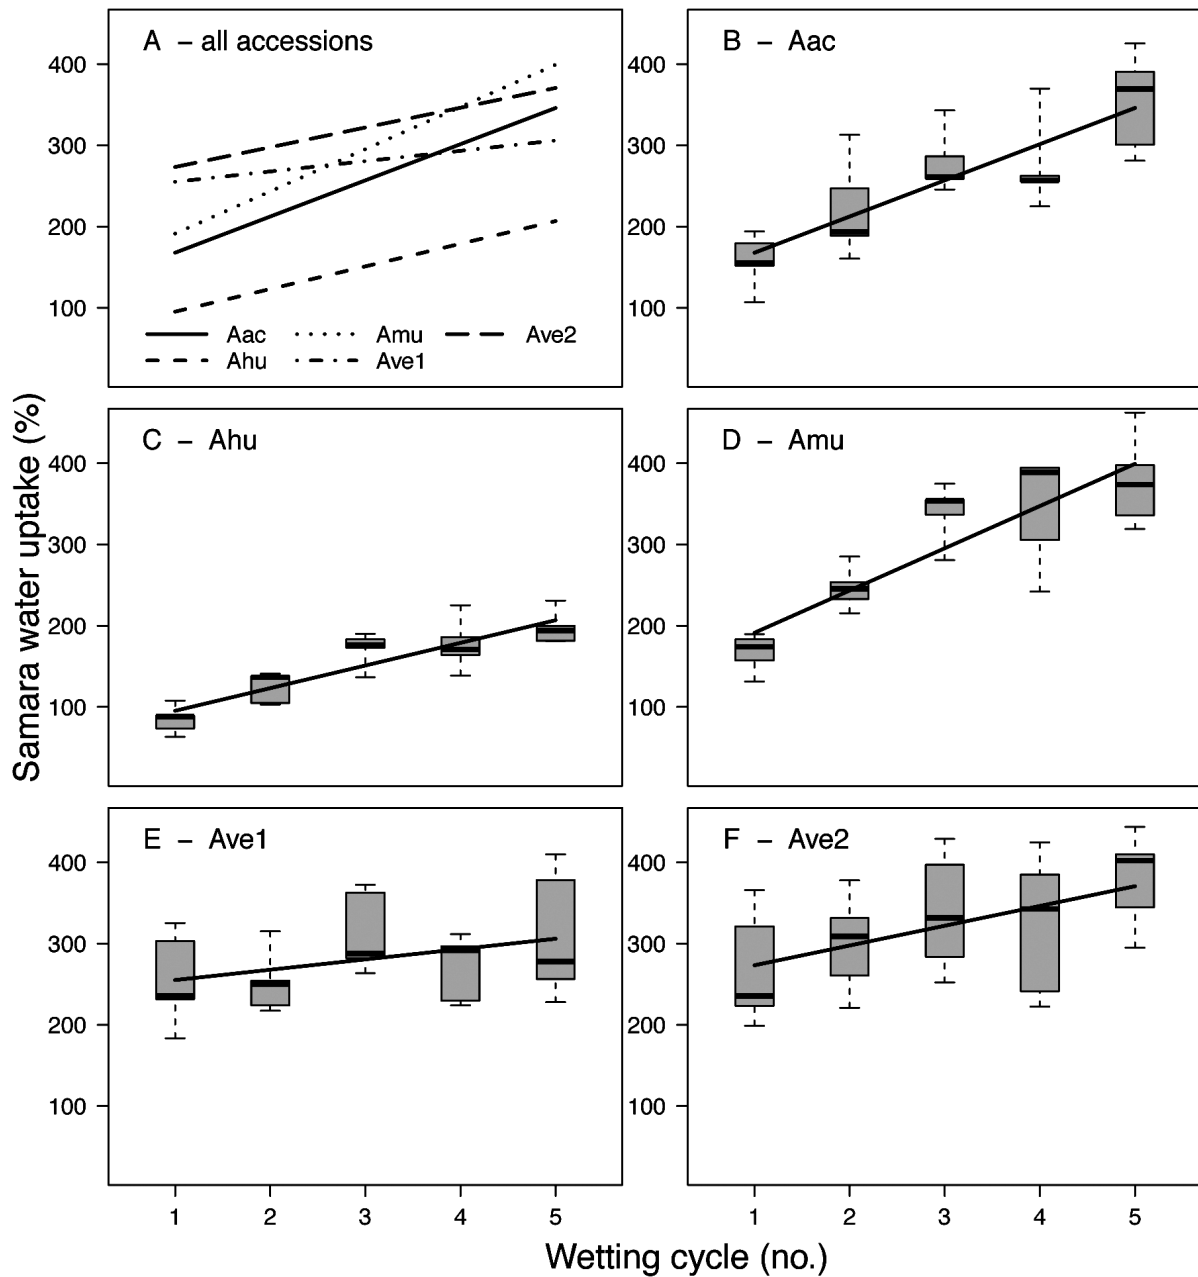 A – all accessions
400
300
200
100
Aac Amu Ave2
Ahu Ave1
B – Aac
400
300
200
100
C – Ahu
400
300
200
100
D – Amu
400
300
200
100
E – Ave1
400
300
200
100
1 2 3 4 5
F – Ave2
400
300
200
100
1 2 3 4 5
Samara water uptake (%)
Wetting cycle (no.)